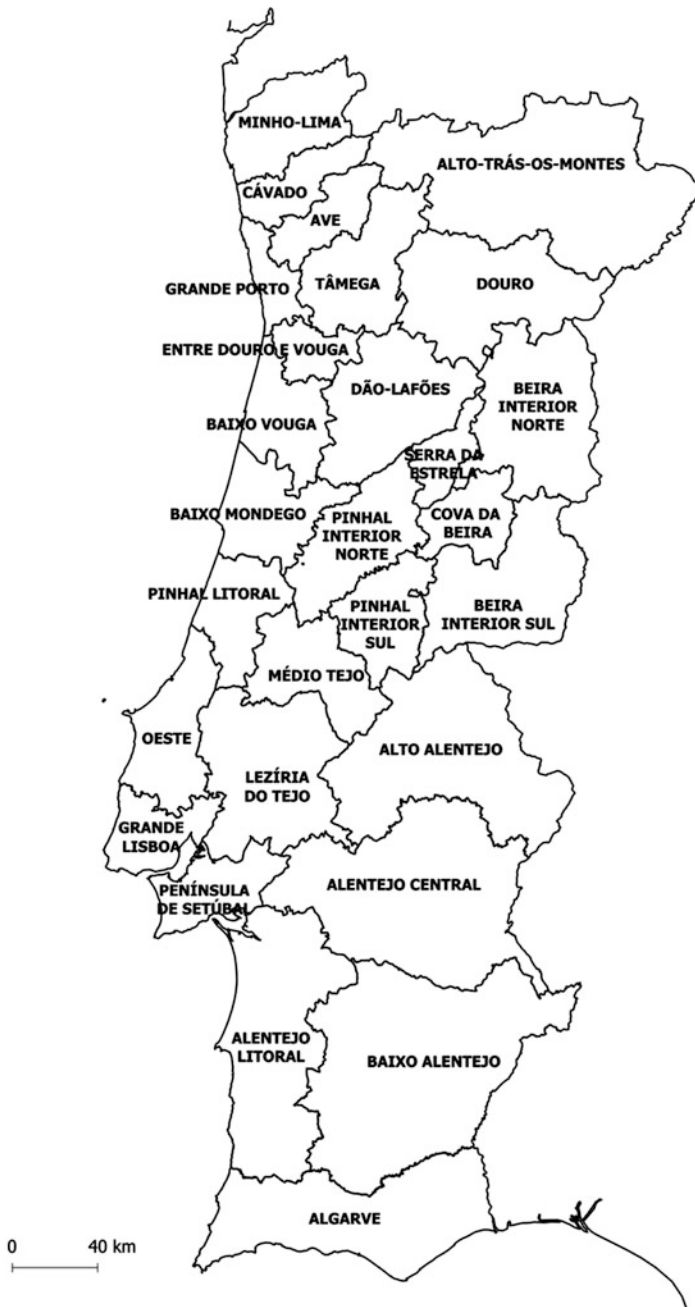 MINHO-LIMA
ALTO-TRÁS-OS-MONTES
CÁVADO
AVE
GRANDE PORTO
TÂMEGA
DOURO
ENTRE DOURO E VOUGA
DÃO-LAFÕES
BEIRA
INTERIOR
NORTE
BAIXO VOUGA
SERRA DA
ESTRELA
BAIXO MONDEGO
PINHAL
INTERIOR
NORTE
COVA DA
BEIRA
PINHAL LITORAL
PINHAL
INTERIOR
SUL
BEIRA
INTERIOR SUL
MÉDIO TEJO
OESTE
ALTO ALENTEJO
LEZÍRIA
DO TEJO
GRANDE
LISBOA
PENÍNSULA
DE SETÚBAL
ALENTEJO CENTRAL
ALENTEJO
LITORAL
BAIXO ALENTEJO
ALGARVE
0 40 km